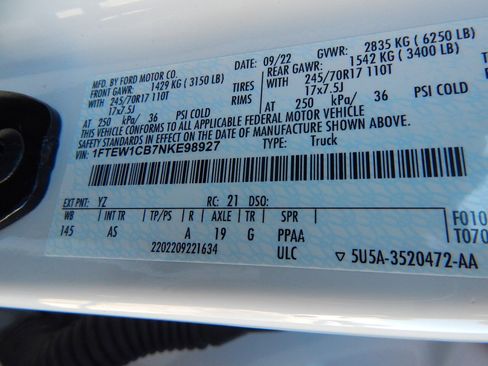 MFD. BY FORD MOTOR CO. DATE: 09/22 GVWR: 2835 KG ( 6250 LB)
FRONT GAWR: 1429 KG ( 3150 LB) REAR GAWR: 1542 KG ( 3400 LB)
WITH 245/70R17 110T TIRES WITH 245/70R17 110T
17x7.5J RIMS 17x7.5J
AT 250 kPa/ 36 PSI COLD AT 250 kPa/ 36 PSI COLD
THIS VEHICLE CONFORMS TO ALL APPLICABLE FEDERAL MOTOR VEHICLE
SAFETY STANDARDS IN EFFECT ON THE DATE OF MANUFACTURE SHOWN ABOVE.
VIN: 1FTEW1CB7NKE98927 TYPE: Truck
EXT PNT: YZ RC: 21 DSO:
WB INT TR TP/PS R AXLE TR SPR
145 AS A 19 G PPAA
2202209221634 ULC
F010
T070
5U5A-3520472-AA